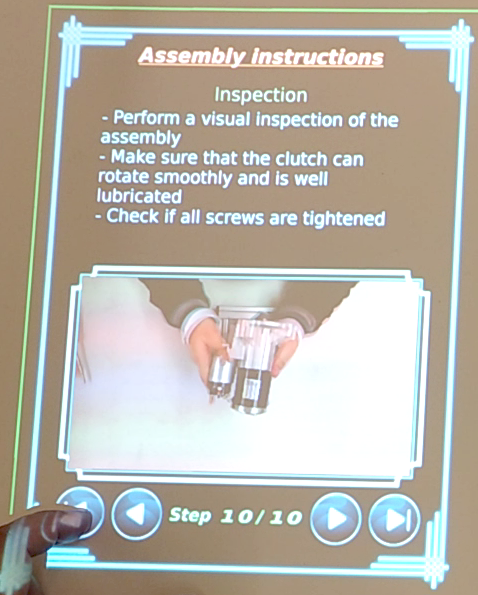 Assembly instructions
Inspection
- Perform a visual inspection of the
assembly
- Make sure that the clutch can
rotate smoothly and is well
lubricated
- Check if all screws are tightened
Step 10/10